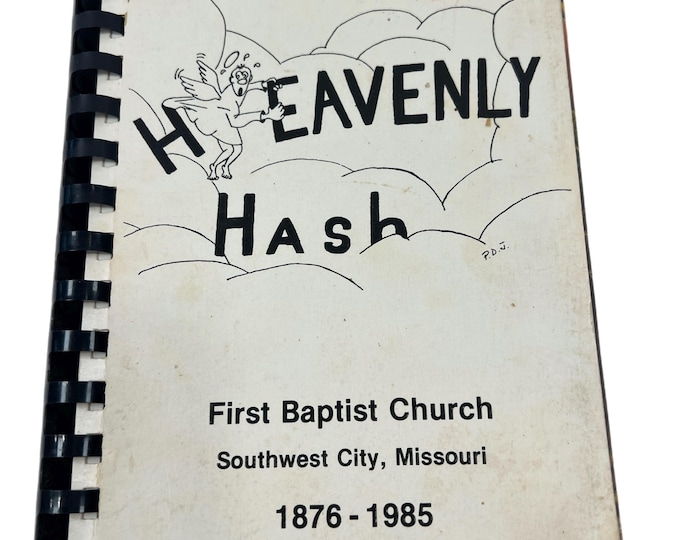 HEAVENLY
HAsh
P.D.J.
First Baptist Church
Southwest City, Missouri
1876 - 1985